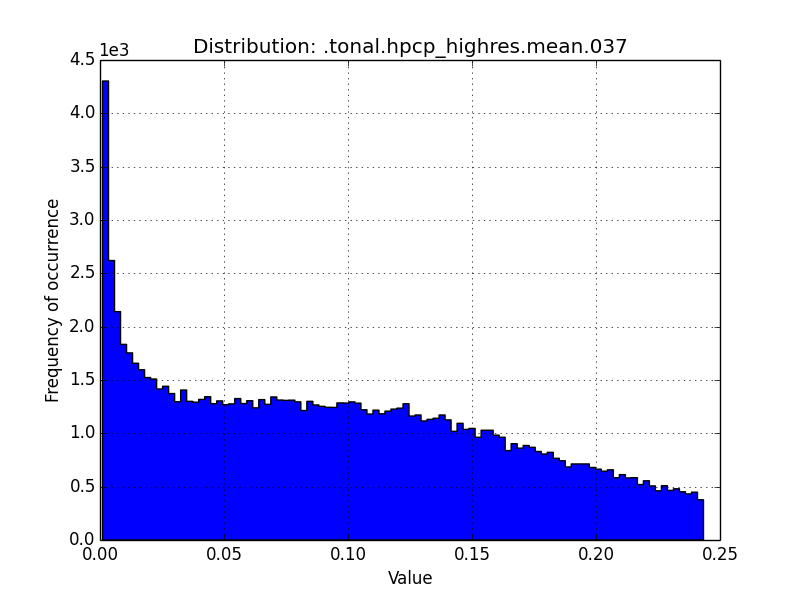 Distribution: .tonal.hpcp_highres.mean.037
1e3
4.5
4.0
3.5
3.0
2.5
2.0
1.5
1.0
0.5
0.0
Frequency of occurrence
0.00 0.05 0.10 0.15 0.20 0.25
Value